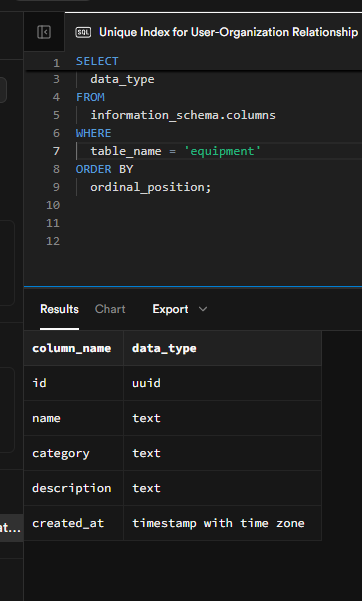 SQL Unique Index for User-Organization Relationship
1 SELECT
3 data_type
4 FROM
5 information_schema.columns
6 WHERE
7 table_name = 'equipment'
8 ORDER BY
9 ordinal_position;
10
11
12
Results Chart Export
column_name data_type
id uuid
name text
category text
description text
created_at timestamp with time zone
at...